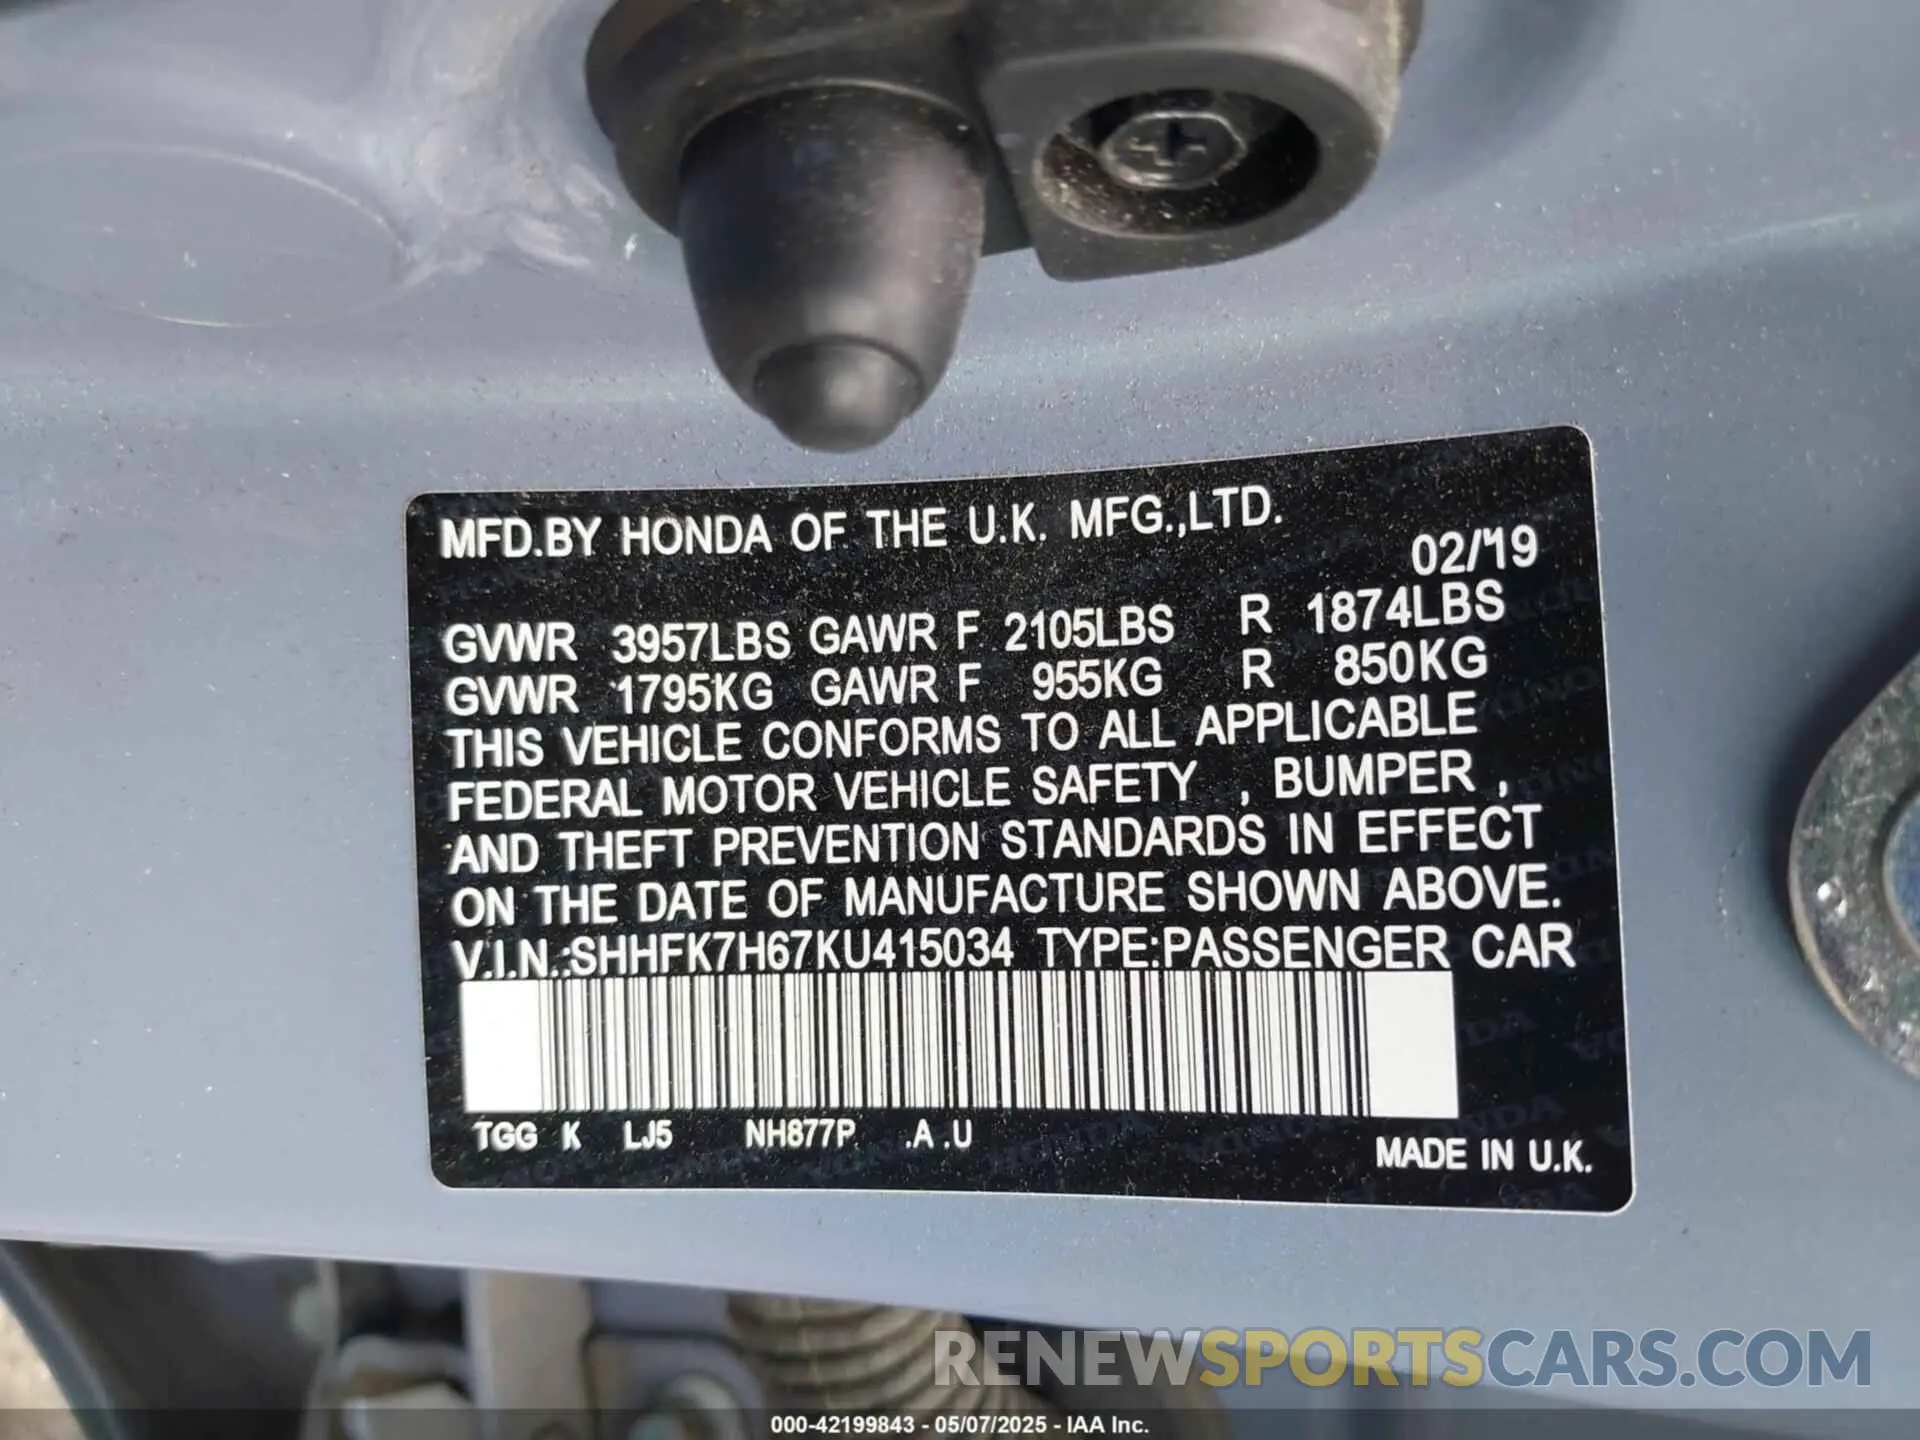 MFD.BY HONDA OF THE U.K. MFG.,LTD.
02/'19
GVWR 3957LBS GAWR F 2105LBS R 1874LBS
GVWR 1795KG GAWR F 955KG R 850KG
THIS VEHICLE CONFORMS TO ALL APPLICABLE
FEDERAL MOTOR VEHICLE SAFETY , BUMPER ,
AND THEFT PREVENTION STANDARDS IN EFFECT
ON THE DATE OF MANUFACTURE SHOWN ABOVE.
V.I.N.:SHHFK7H67KU415034 TYPE:PASSENGER CAR
TGG K LJ5 NH877P .A .U
MADE IN U.K.
RENEWSPORTSCARS.COM
000-42199843 - 05/07/2025 - IAA Inc.